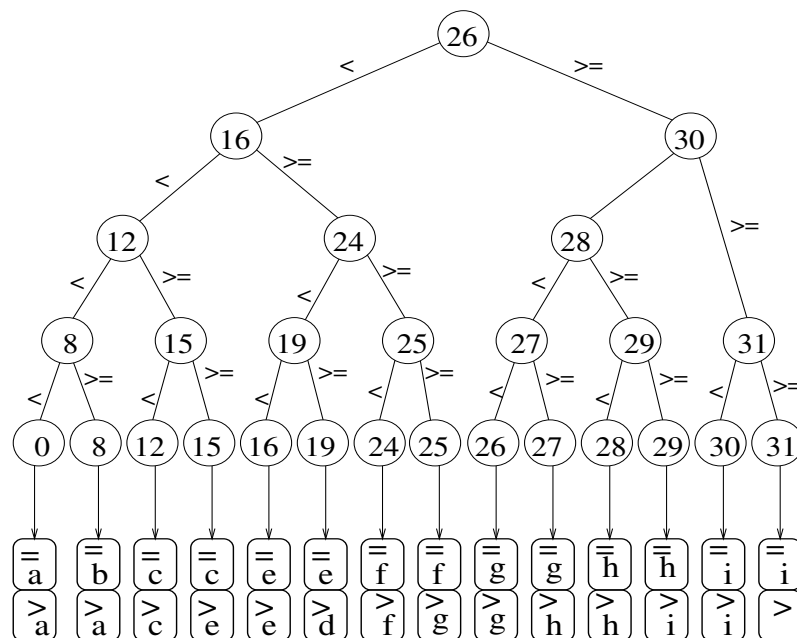 26
< >=
16 30
< >= >=
12 24 28
< >= < >= < >=
8 15 19 25 27 29 31
< >= < >= < >= < >= < >= < >= < >=
0 8 12 15 16 19 24 25 26 27 28 29 30 31
= = = = = = = = = = = = = =
a b c c e e f f g g h h i i
> > > > > > > > > > > > > >
a a c e e d f g g h h i i